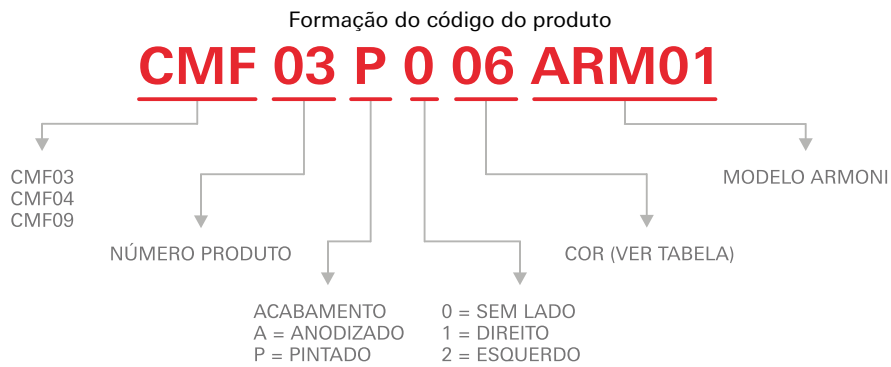 Formação do código do produto
CMF 03 P 0 06 ARM01
CMF03
CMF04
CMF09
MODELO ARMONI
NÚMERO PRODUTO
COR (VER TABELA)
ACABAMENTO
A = ANODIZADO
P = PINTADO
0 = SEM LADO
1 = DIREITO
2 = ESQUERDO